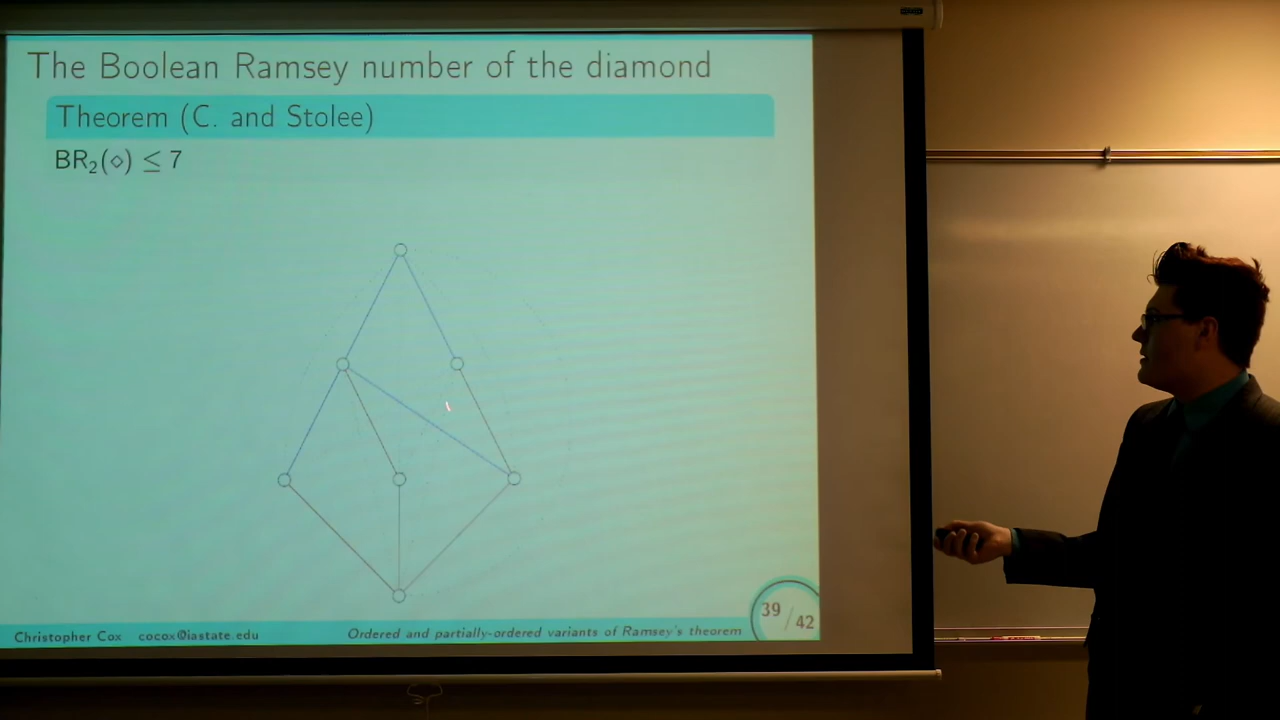 The Boolean Ramsey number of the diamond
Theorem (C. and Stolee)
BR₂(⋄) ≤ 7
Christopher Cox cocox@iastate.edu Ordered and partially-ordered variants of Ramsey's theorem 39/42